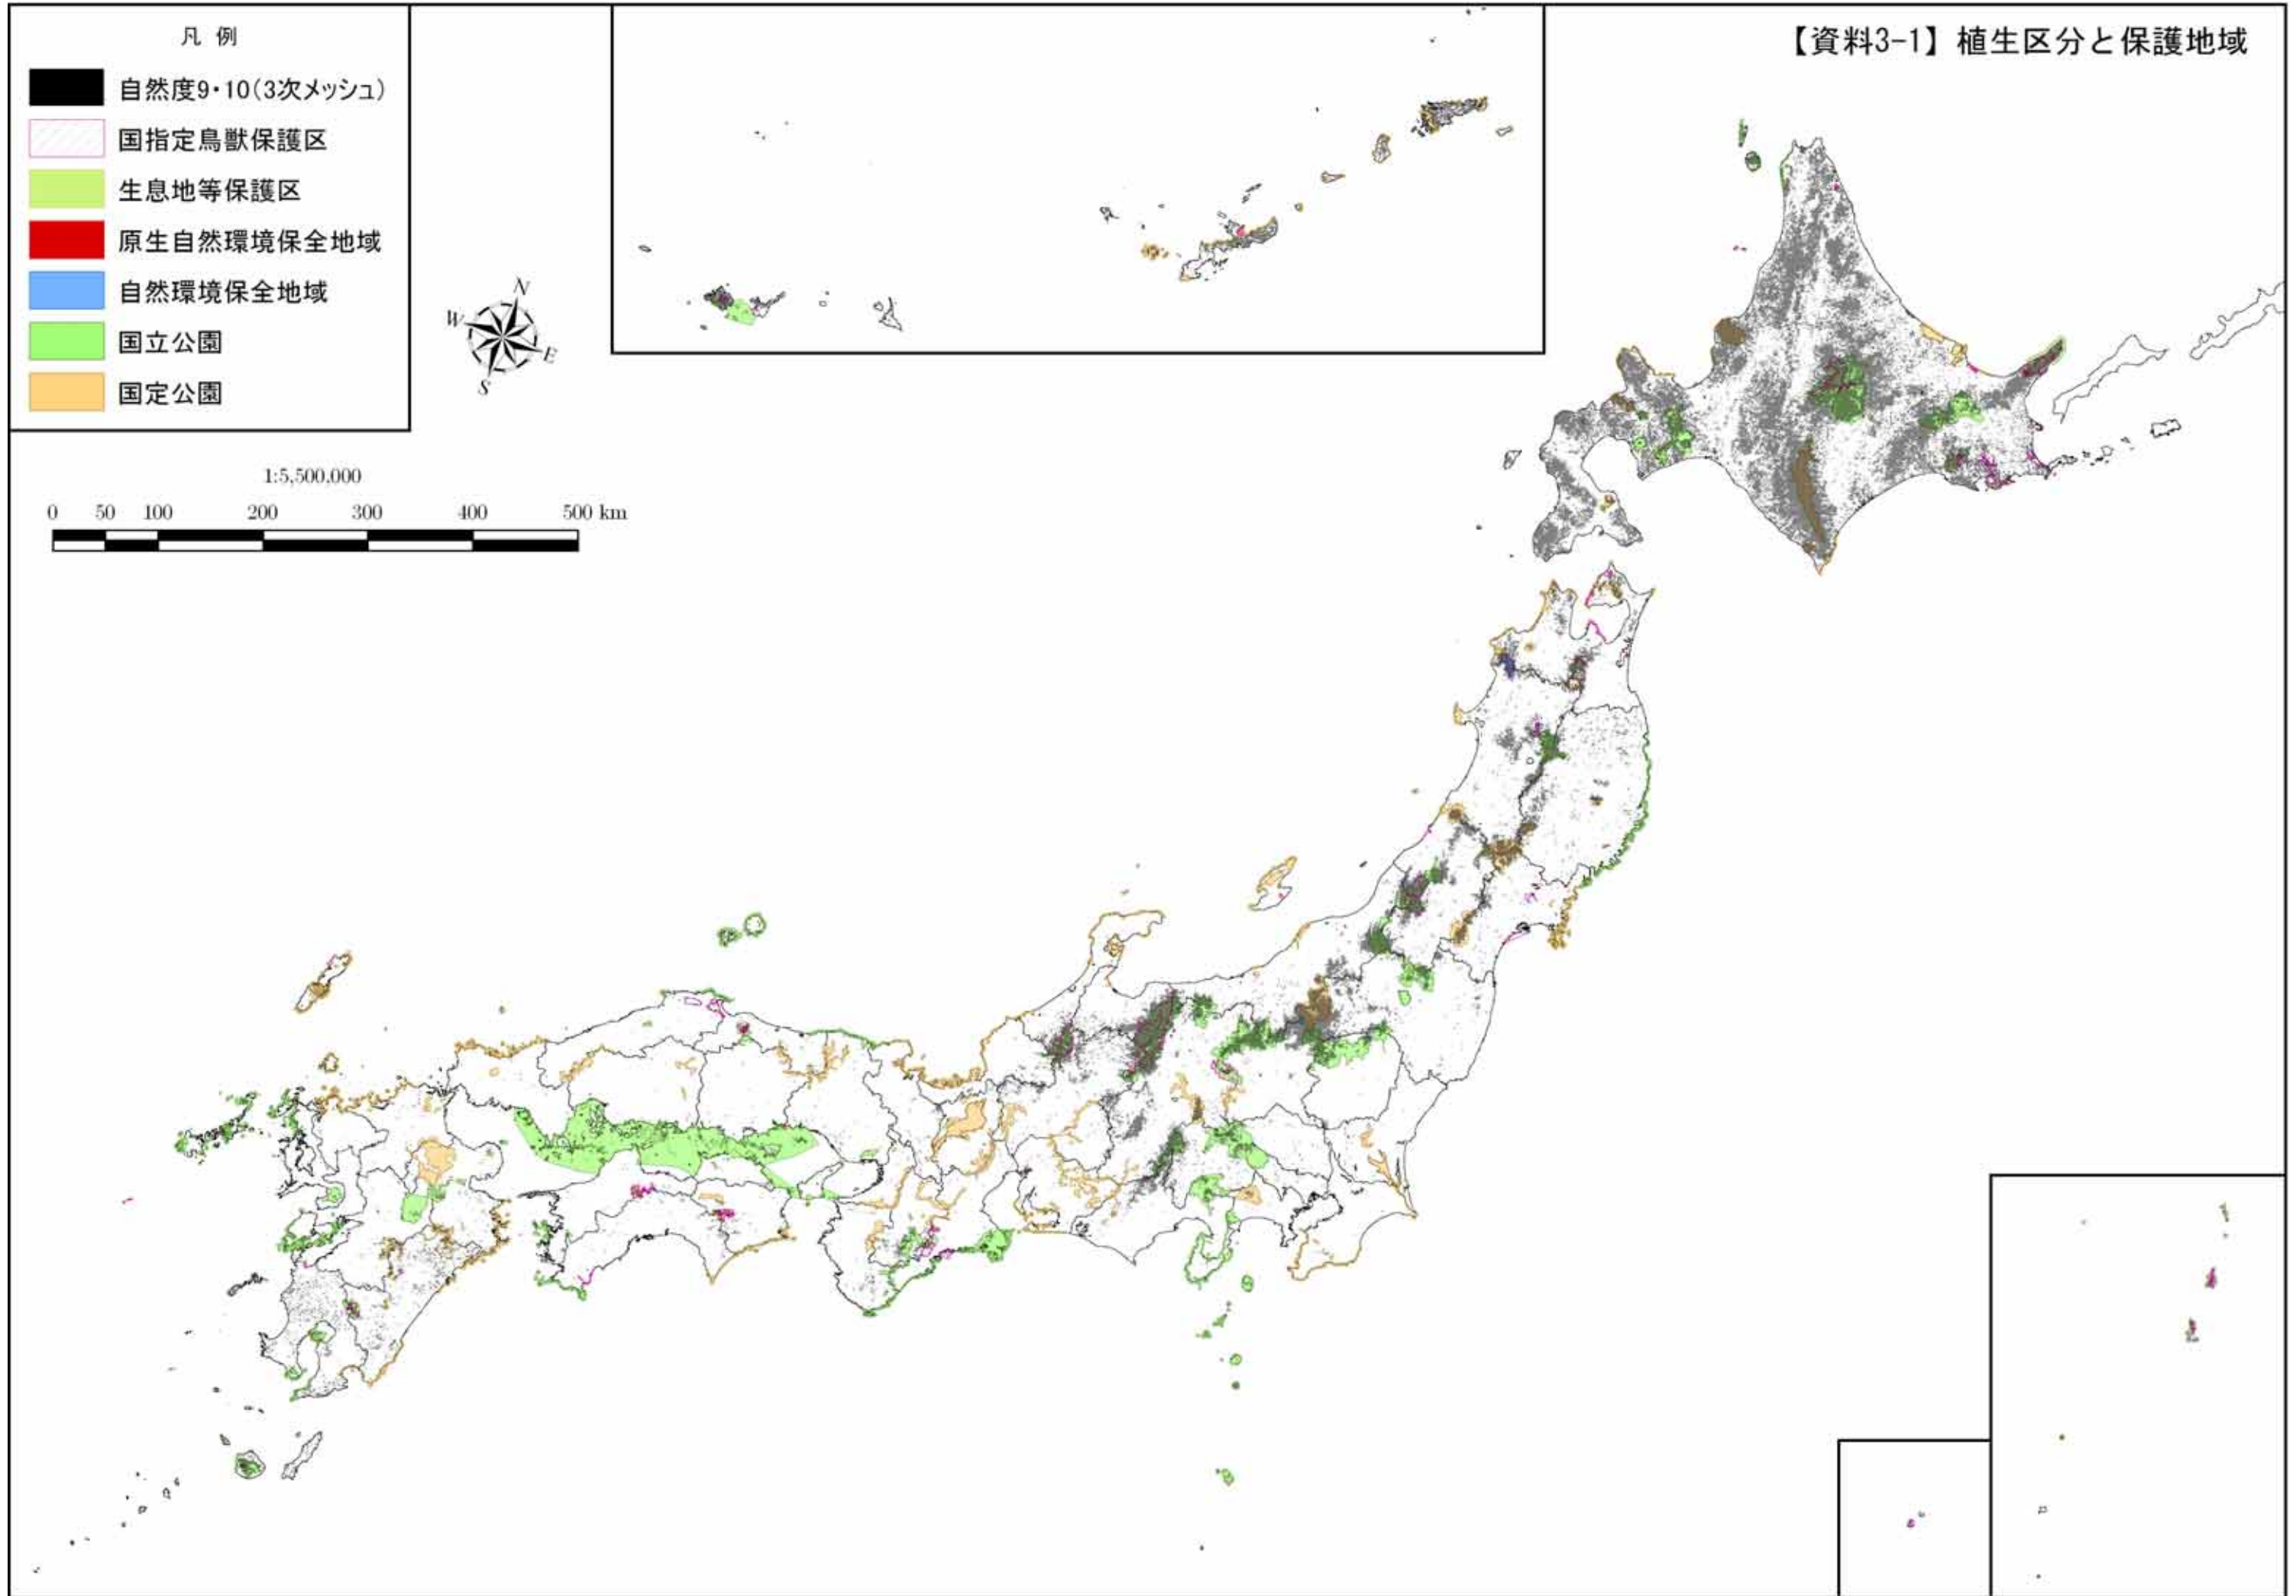 【資料3-1】植生区分と保護地域
凡 例
自然度9・10(3次メッシュ)
国指定鳥獣保護区
生息地等保護区
原生自然環境保全地域
自然環境保全地域
国立公園
国定公園
N
W
E
S
1:5,500,000
0 50 100 200 300 400 500 km